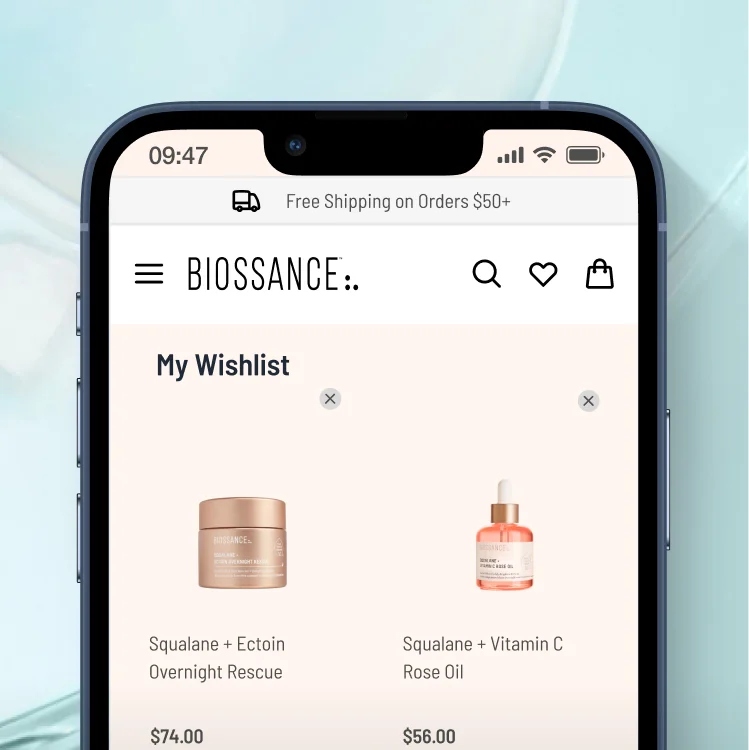 09:47
Free Shipping on Orders $50+
BIOSSANCE:.
My Wishlist
BIOSSANCE:.
SQUALANE +
ECTOIN OVERNIGHT RESCUE
BIOSSANCE:.
SQUALANE +
VITAMIN C ROSE OIL
Squalane + Ectoin
Overnight Rescue
Squalane + Vitamin C
Rose Oil
$74.00
$56.00